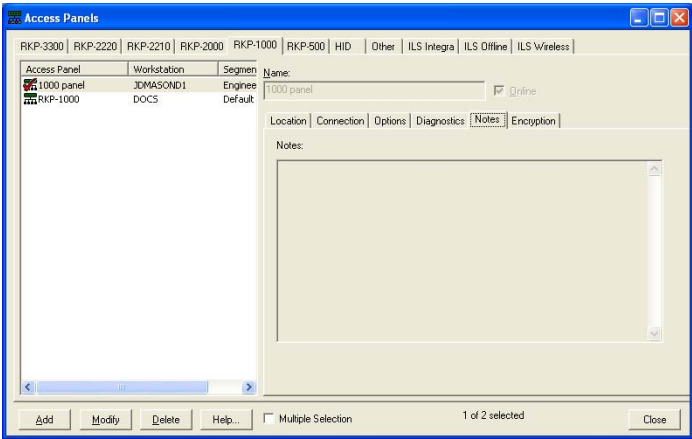 Access Panels
RKP-3300 RKP-2220 RKP-2210 RKP-2000 RKP-1000 RKP-500 HID Other ILS Integra ILS Offline ILS Wireless
Access Panel Workstation Segmen
1000 panel JDMASOND1 Enginee
RKP-1000 DOCS Default
Name:
1000 panel Online
Location Connection Options Diagnostics Notes Encryption
Notes:
Add Modify Delete Help... Multiple Selection 1 of 2 selected Close